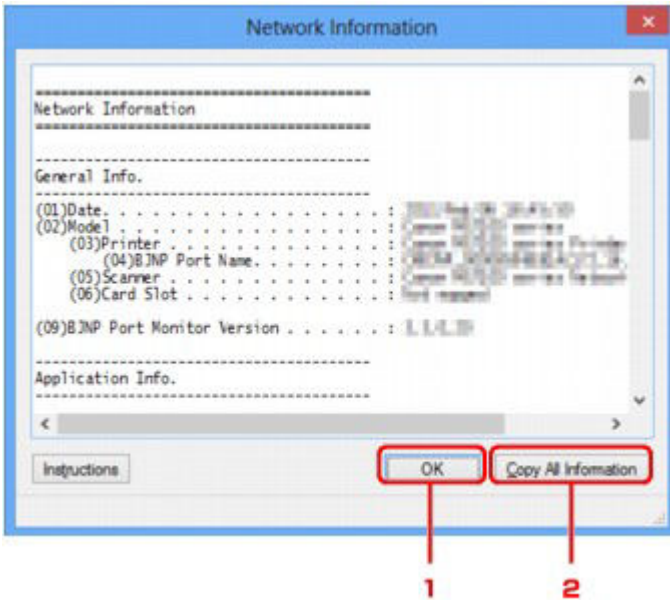 Network Information
==========================================
Network Information
==========================================
------------------------------------------
General Info.
------------------------------------------
(01)Date. . . . . . . . . . . . . . . . . :
(02)Model . . . . . . . . . . . . . . . . :
(03)Printer . . . . . . . . . . . . . . :
(04)BJNP Port Name. . . . . . . . . :
(05)Scanner . . . . . . . . . . . . . . :
(06)Card Slot . . . . . . . . . . . . . :
(09)BJNP Port Monitor Version . . . . . . :
------------------------------------------
Application Info.
------------------------------------------
Instructions
OK
Copy All Information
1
2